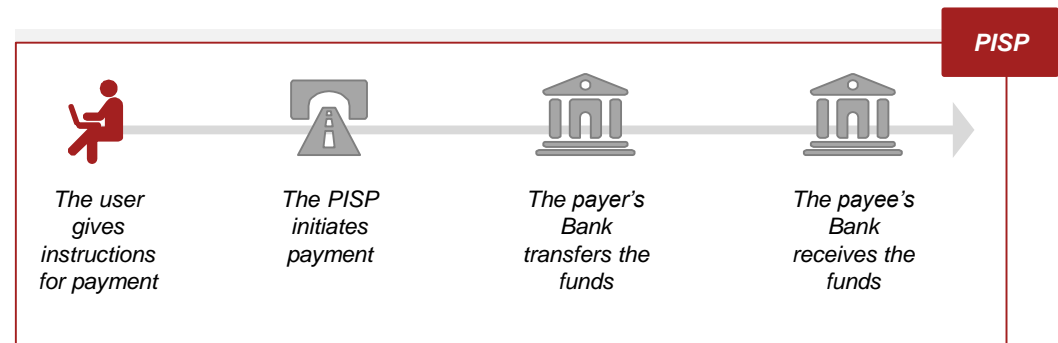 PISP
The user
gives
instructions
for payment
The PISP
initiates
payment
The payer's
Bank
transfers the
funds
The payee's
Bank
receives the
funds